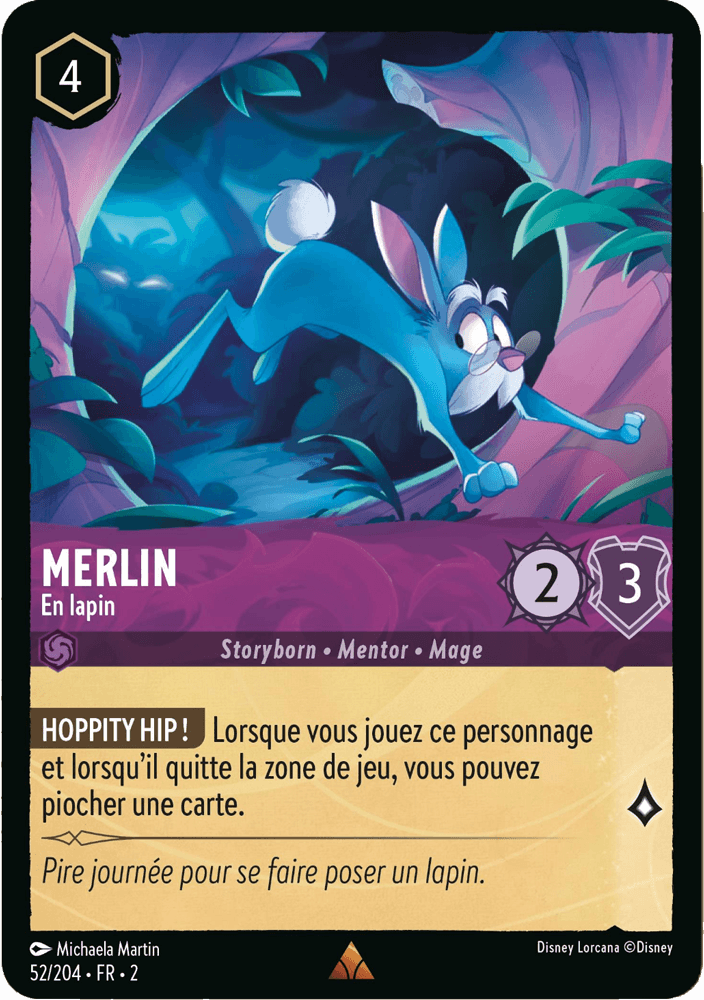 4
MERLIN
En lapin
2
3
Storyborn • Mentor • Mage
HOPPITY HIP ! Lorsque vous jouez ce personnage
et lorsqu'il quitte la zone de jeu, vous pouvez
piocher une carte.
Pire journée pour se faire poser un lapin.
Michaela Martin
Disney Lorcana ©Disney
52/204 • FR • 2